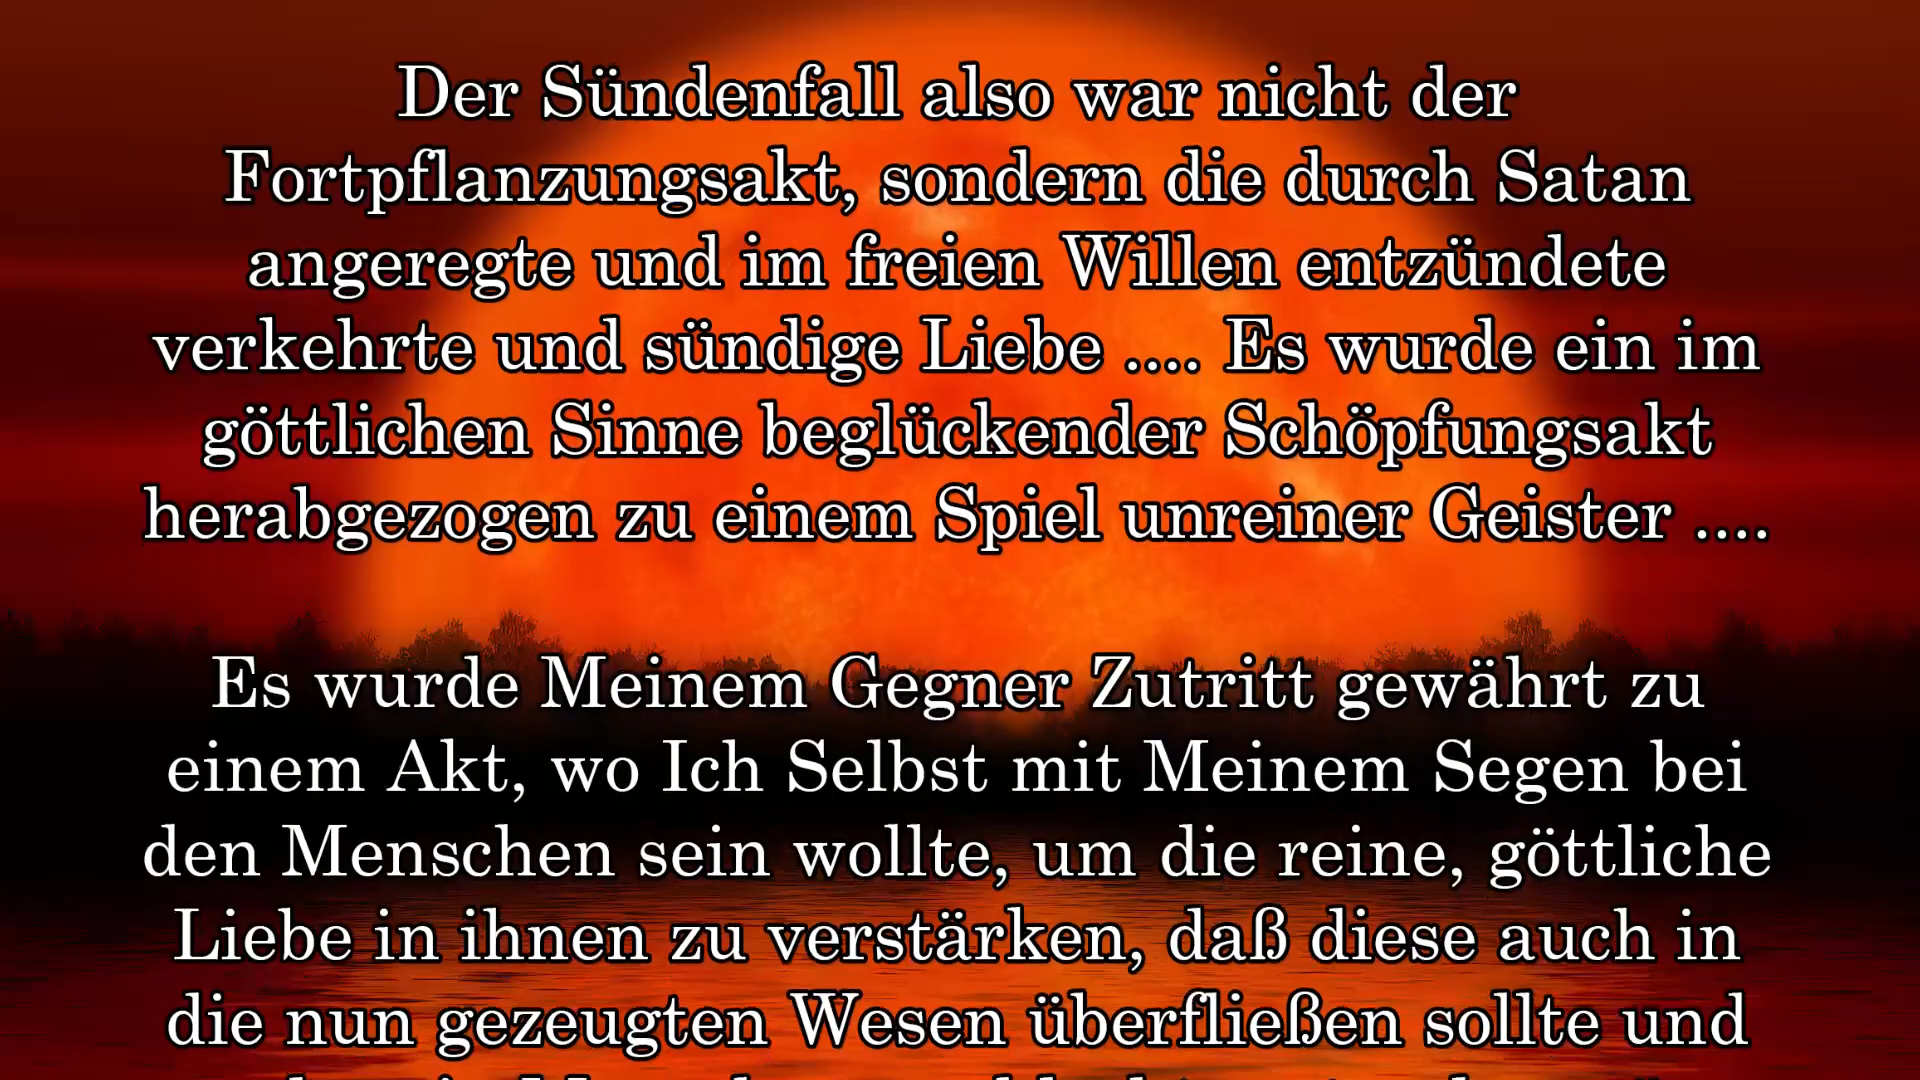 Der Sündenfall also war nicht der
Fortpflanzungsakt, sondern die durch Satan
angeregte und im freien Willen entzündete
verkehrte und sündige Liebe .... Es wurde ein im
göttlichen Sinne beglückender Schöpfungsakt
herabgezogen zu einem Spiel unreiner Geister ....
Es wurde Meinem Gegner Zutritt gewährt zu
einem Akt, wo Ich Selbst mit Meinem Segen bei
den Menschen sein wollte, um die reine, göttliche
Liebe in ihnen zu verstärken, daß diese auch in
die nun gezeugten Wesen überfließen sollte und